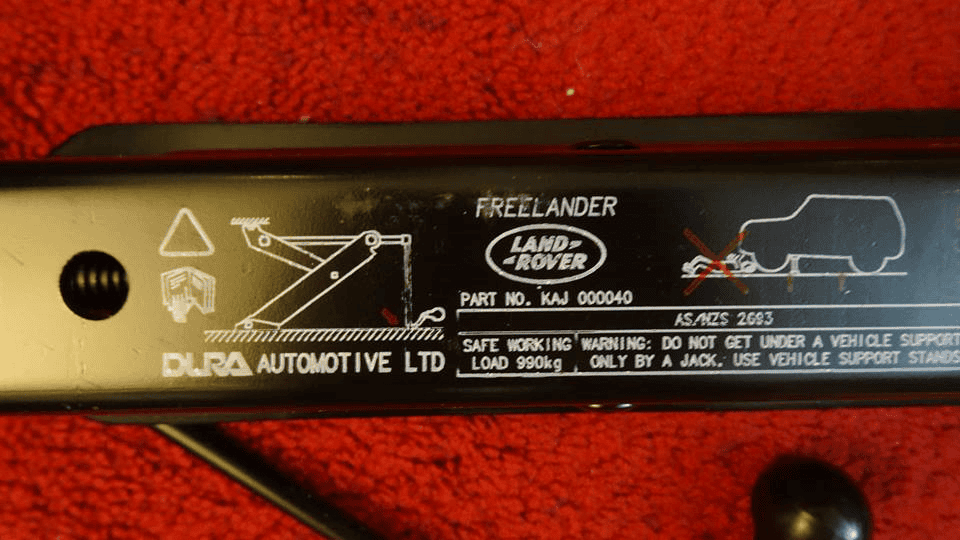 FREELANDER
LAND-
-ROVER
PART NO. KAJ 000040
AS/NZS 2693
SAFE WORKING
LOAD 990kg
WARNING: DO NOT GET UNDER A VEHICLE SUPPORT
ONLY BY A JACK. USE VEHICLE SUPPORT STANDS
DURA AUTOMOTIVE LTD